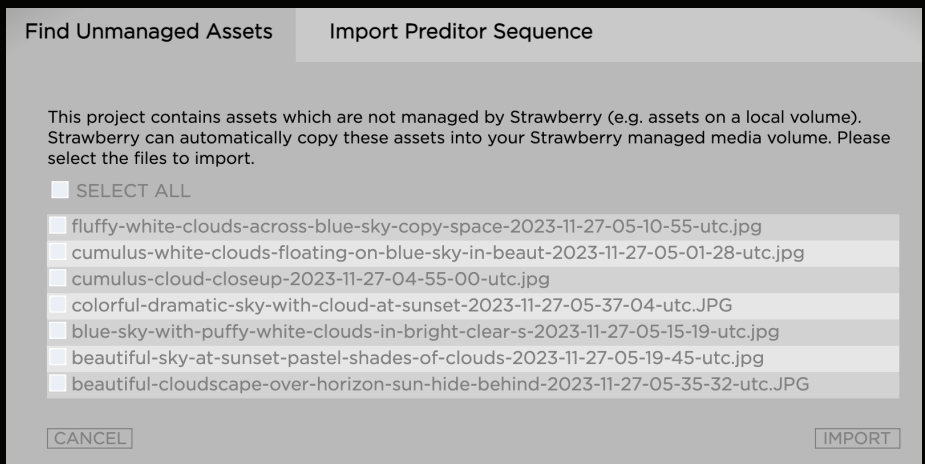 Find Unmanaged Assets
Import Preditor Sequence
This project contains assets which are not managed by Strawberry (e.g. assets on a local volume).
Strawberry can automatically copy these assets into your Strawberry managed media volume. Please
select the files to import.
SELECT ALL
fluffy-white-clouds-across-blue-sky-copy-space-2023-11-27-05-10-55-utc.jpg
cumulus-white-clouds-floating-on-blue-sky-in-beaut-2023-11-27-05-01-28-utc.jpg
cumulus-cloud-closeup-2023-11-27-04-55-00-utc.jpg
colorful-dramatic-sky-with-cloud-at-sunset-2023-11-27-05-37-04-utc.JPG
blue-sky-with-puffy-white-clouds-in-bright-clear-s-2023-11-27-05-15-19-utc.jpg
beautiful-sky-at-sunset-pastel-shades-of-clouds-2023-11-27-05-19-45-utc.jpg
beautiful-cloudscape-over-horizon-sun-hide-behind-2023-11-27-05-35-32-utc.JPG
CANCEL
IMPORT